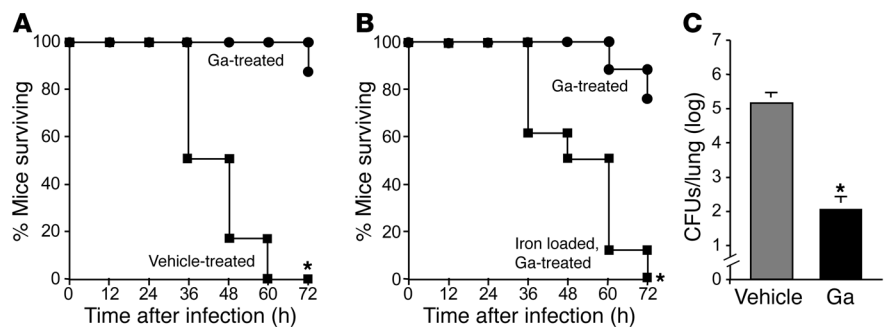 A
% Mice surviving
100
80
60
40
20
0
Ga-treated
Vehicle-treated
*
0 12 24 36 48 60 72
Time after infection (h)
B
% Mice surviving
100
80
60
40
20
0
Ga-treated
Iron loaded,
Ga-treated
*
0 12 24 36 48 60 72
Time after infection (h)
C
CFUs/lung (log)
7
6
5
4
3
2
1
0
*
Vehicle Ga